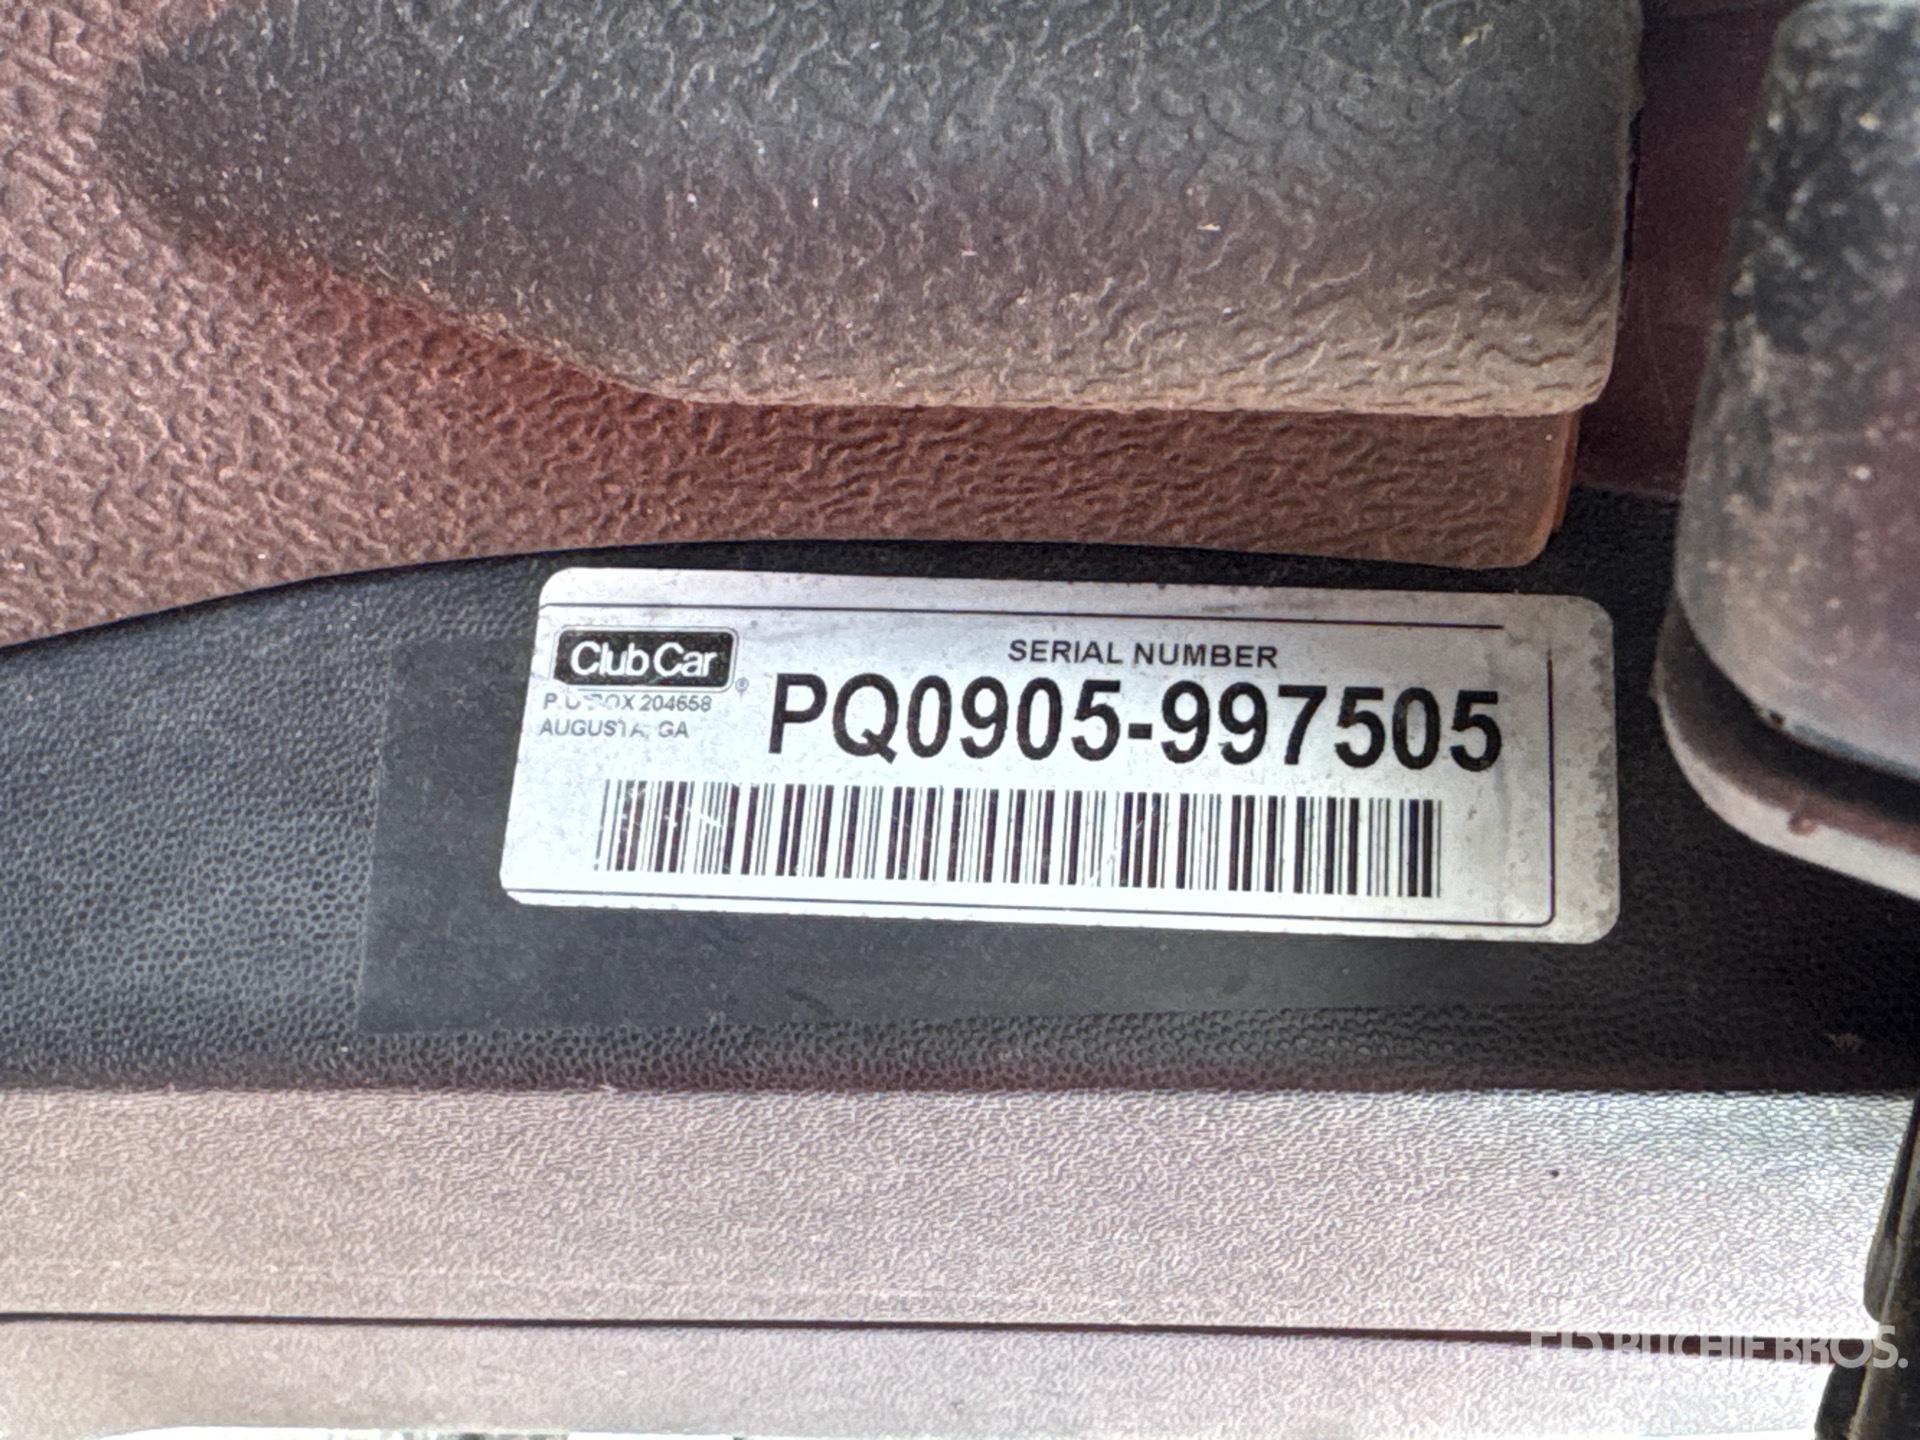 Club Car
SERIAL NUMBER
P.O. BOX 204658
AUGUSTA, GA
PQ0905-997505
RITCHIE BROS.